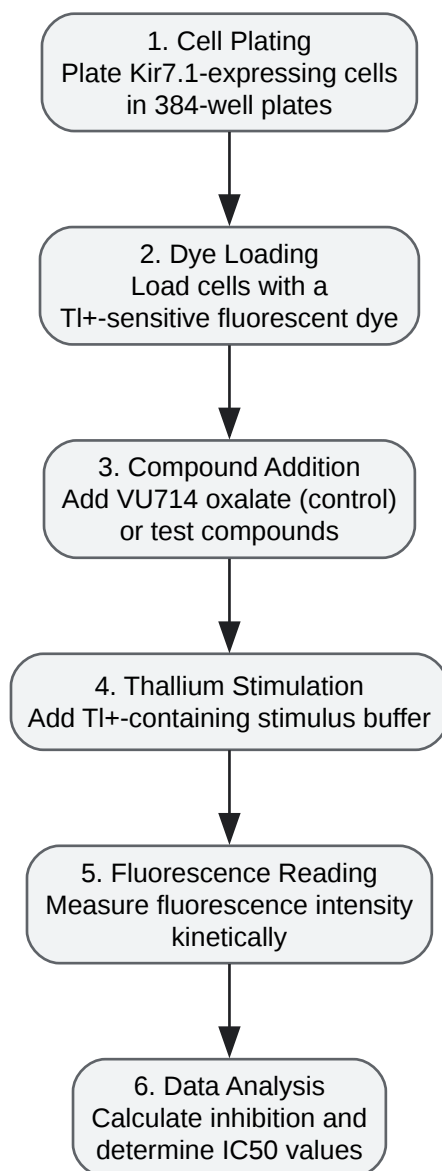 1. Cell Plating
Plate Kir7.1-expressing cells
in 384-well plates
2. Dye Loading
Load cells with a
Tl+-sensitive fluorescent dye
3. Compound Addition
Add VU714 oxalate (control)
or test compounds
4. Thallium Stimulation
Add Tl+-containing stimulus buffer
5. Fluorescence Reading
Measure fluorescence intensity
kinetically
6. Data Analysis
Calculate inhibition and
determine IC50 values